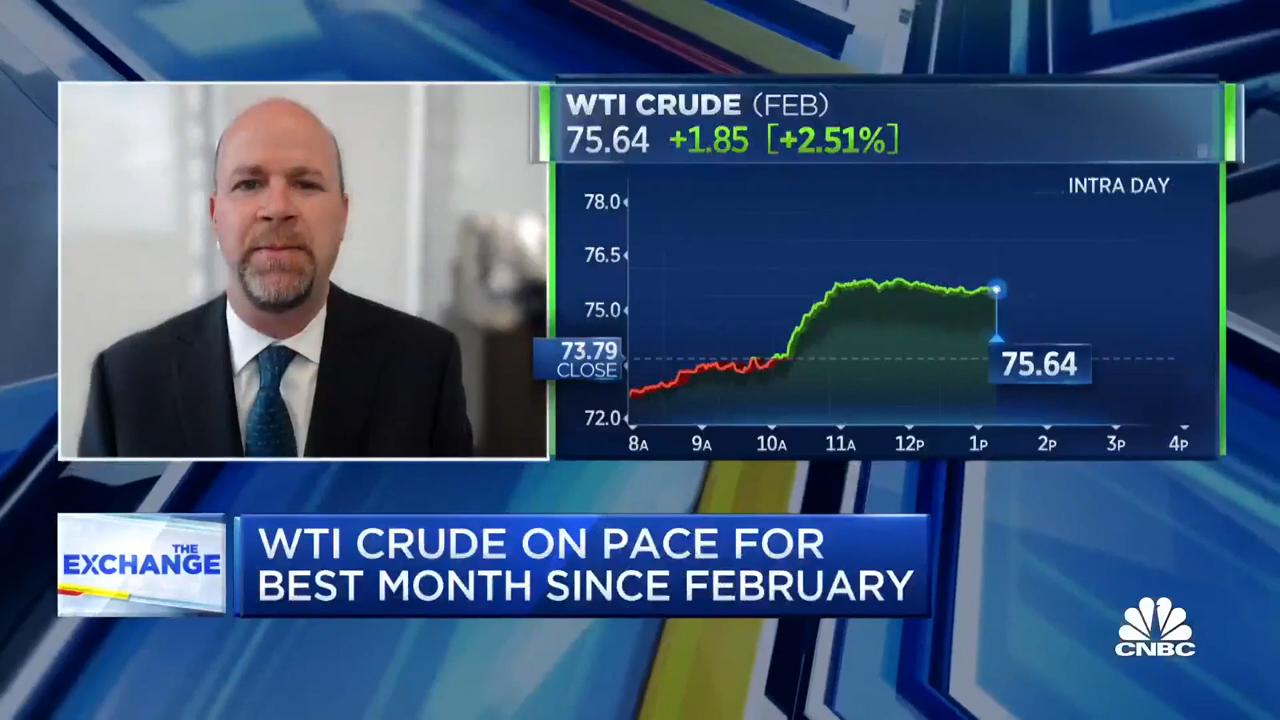 WTI CRUDE (FEB)
75.64 +1.85 [+2.51%]
INTRA DAY
78.0
76.5
75.0
73.79
CLOSE
72.0
75.64
8A 9A 10A 11A 12P 1P 2P 3P 4P
THE
EXCHANGE
WTI CRUDE ON PACE FOR
BEST MONTH SINCE FEBRUARY
CNBC